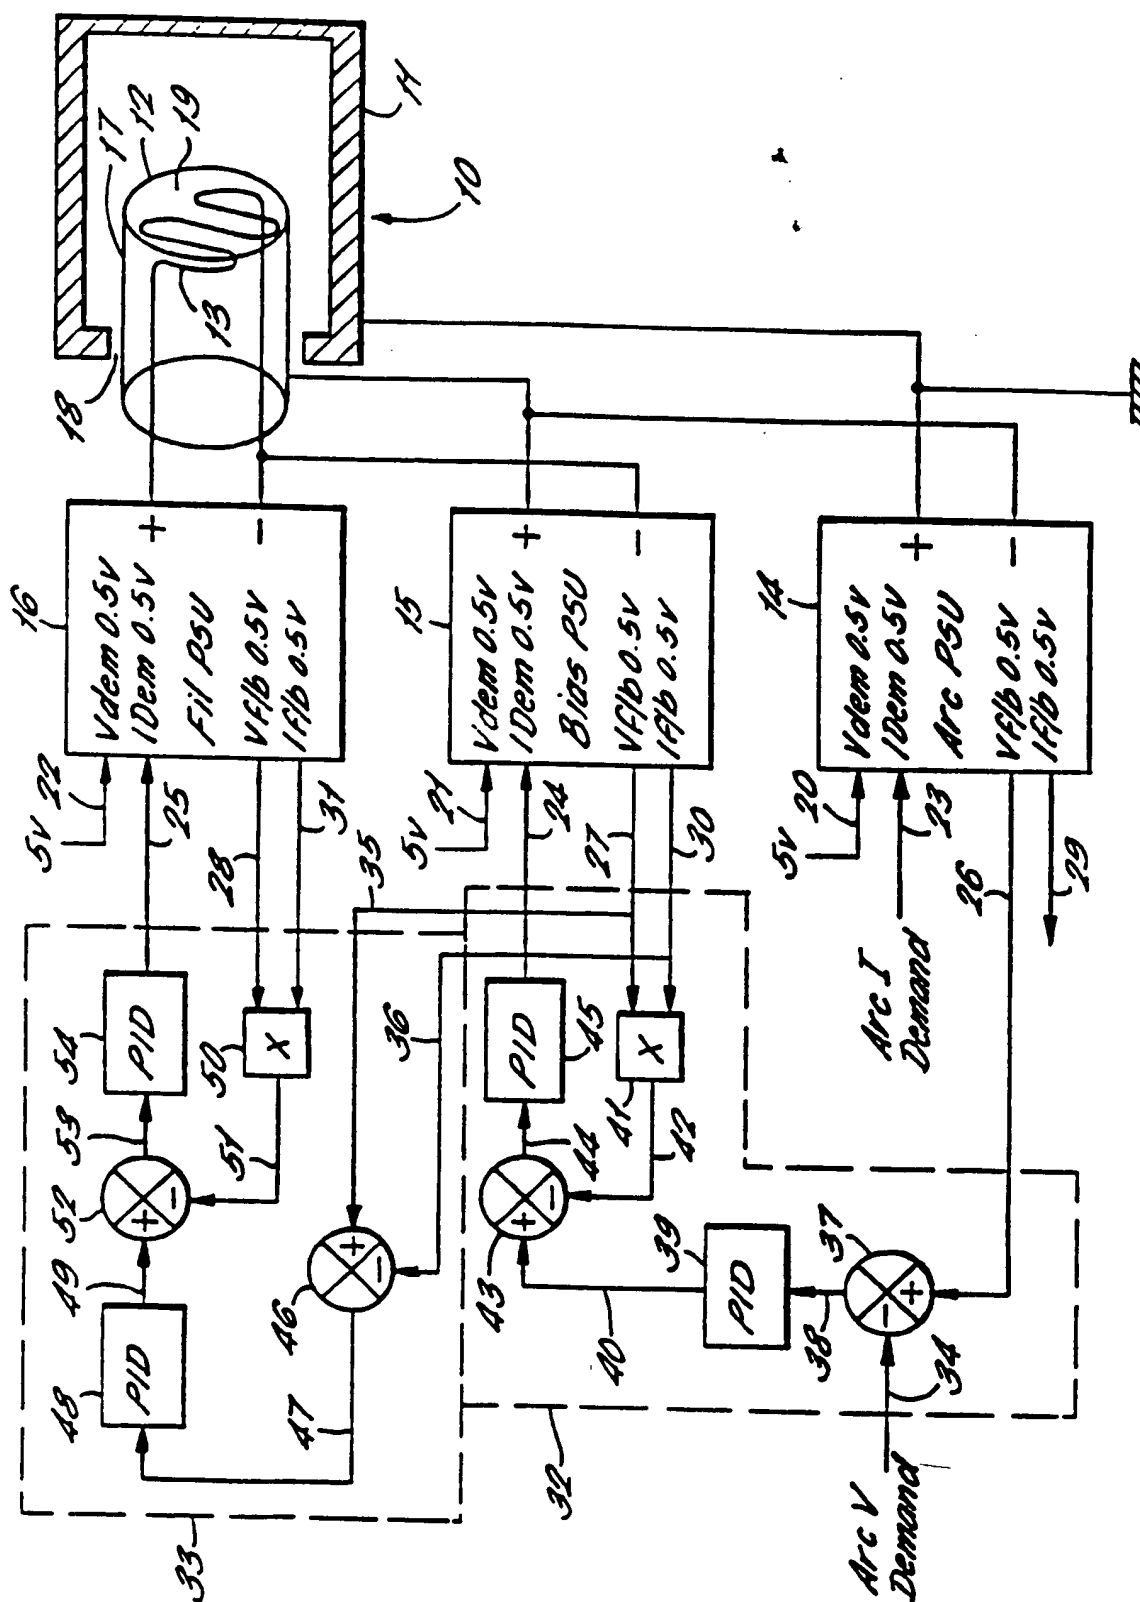 16
22
5v
25
28
31
Vdem 0.5v
IDem 0.5v
Fil PSU
Vf/b 0.5v
If/b 0.5v
+
-
17
12
19
13
18
11
10
15
21
5v
24
27
30
35
36
Vdem 0.5v
IDem 0.5v
Bias PSU
Vf/b 0.5v
If/b 0.5v
+
-
14
20
5v
23
26
29
Vdem 0.5v
IDem 0.5v
Arc PSU
Vf/b 0.5v
If/b 0.5v
+
-
Arc I
Demand
54
PID
53
52
+
-
49
48
PID
50
X
51
46
+
-
47
33
45
PID
44
43
+
-
41
X
42
40
39
PID
38
37
-
+
34
32
Arc V
Demand